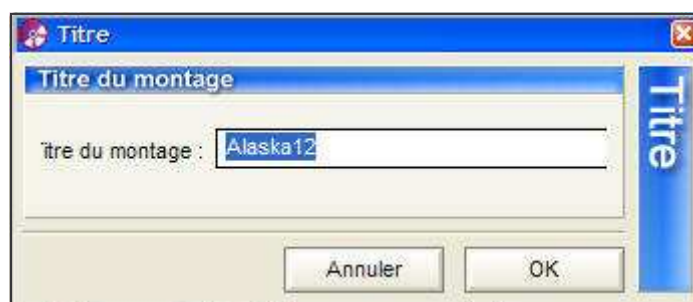 Titre
Titre du montage
itre du montage :
Alaska12
Titre
Annuler
OK